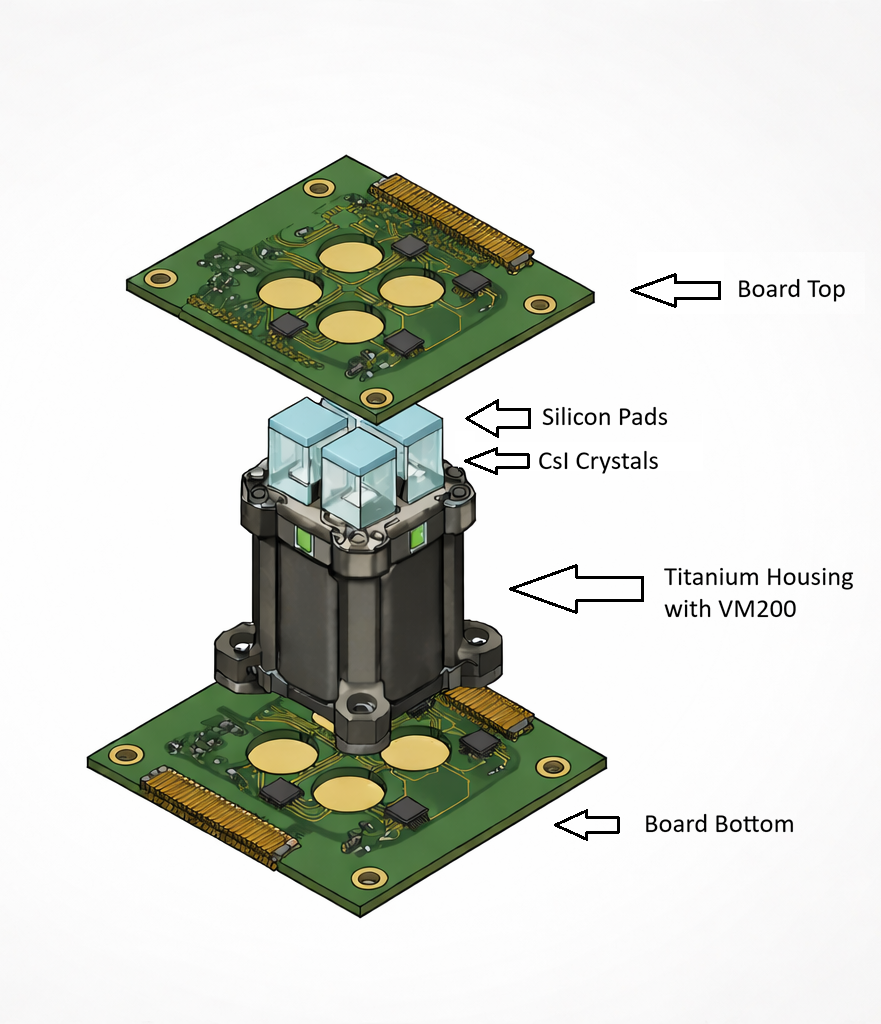 Board Top
Silicon Pads
CsI Crystals
Titanium Housing
with VM200
Board Bottom